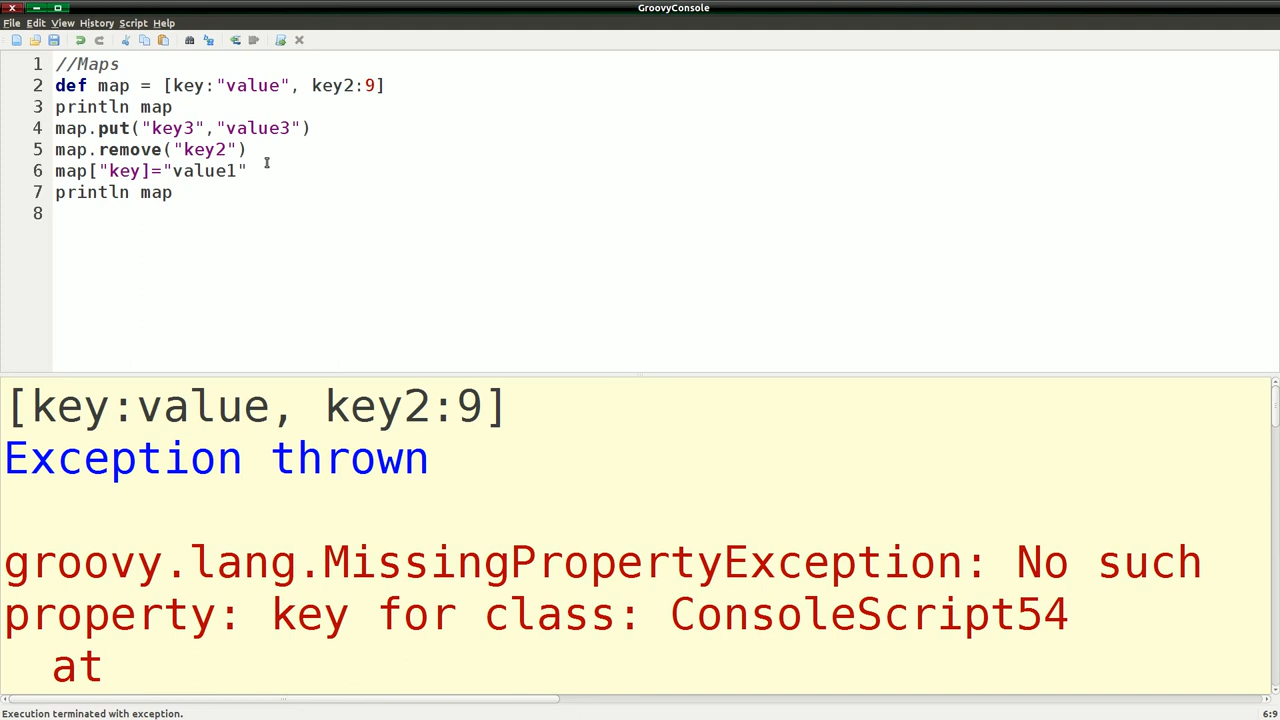 GroovyConsole
File Edit View History Script Help
1 //Maps
2 def map = [key:"value", key2:9]
3 println map
4 map.put("key3","value3")
5 map.remove("key2")
6 map["key]="value1"
7 println map
8
[key:value, key2:9]
Exception thrown
groovy.lang.MissingPropertyException: No such
property: key for class: ConsoleScript54
at
Execution terminated with exception. 6:9